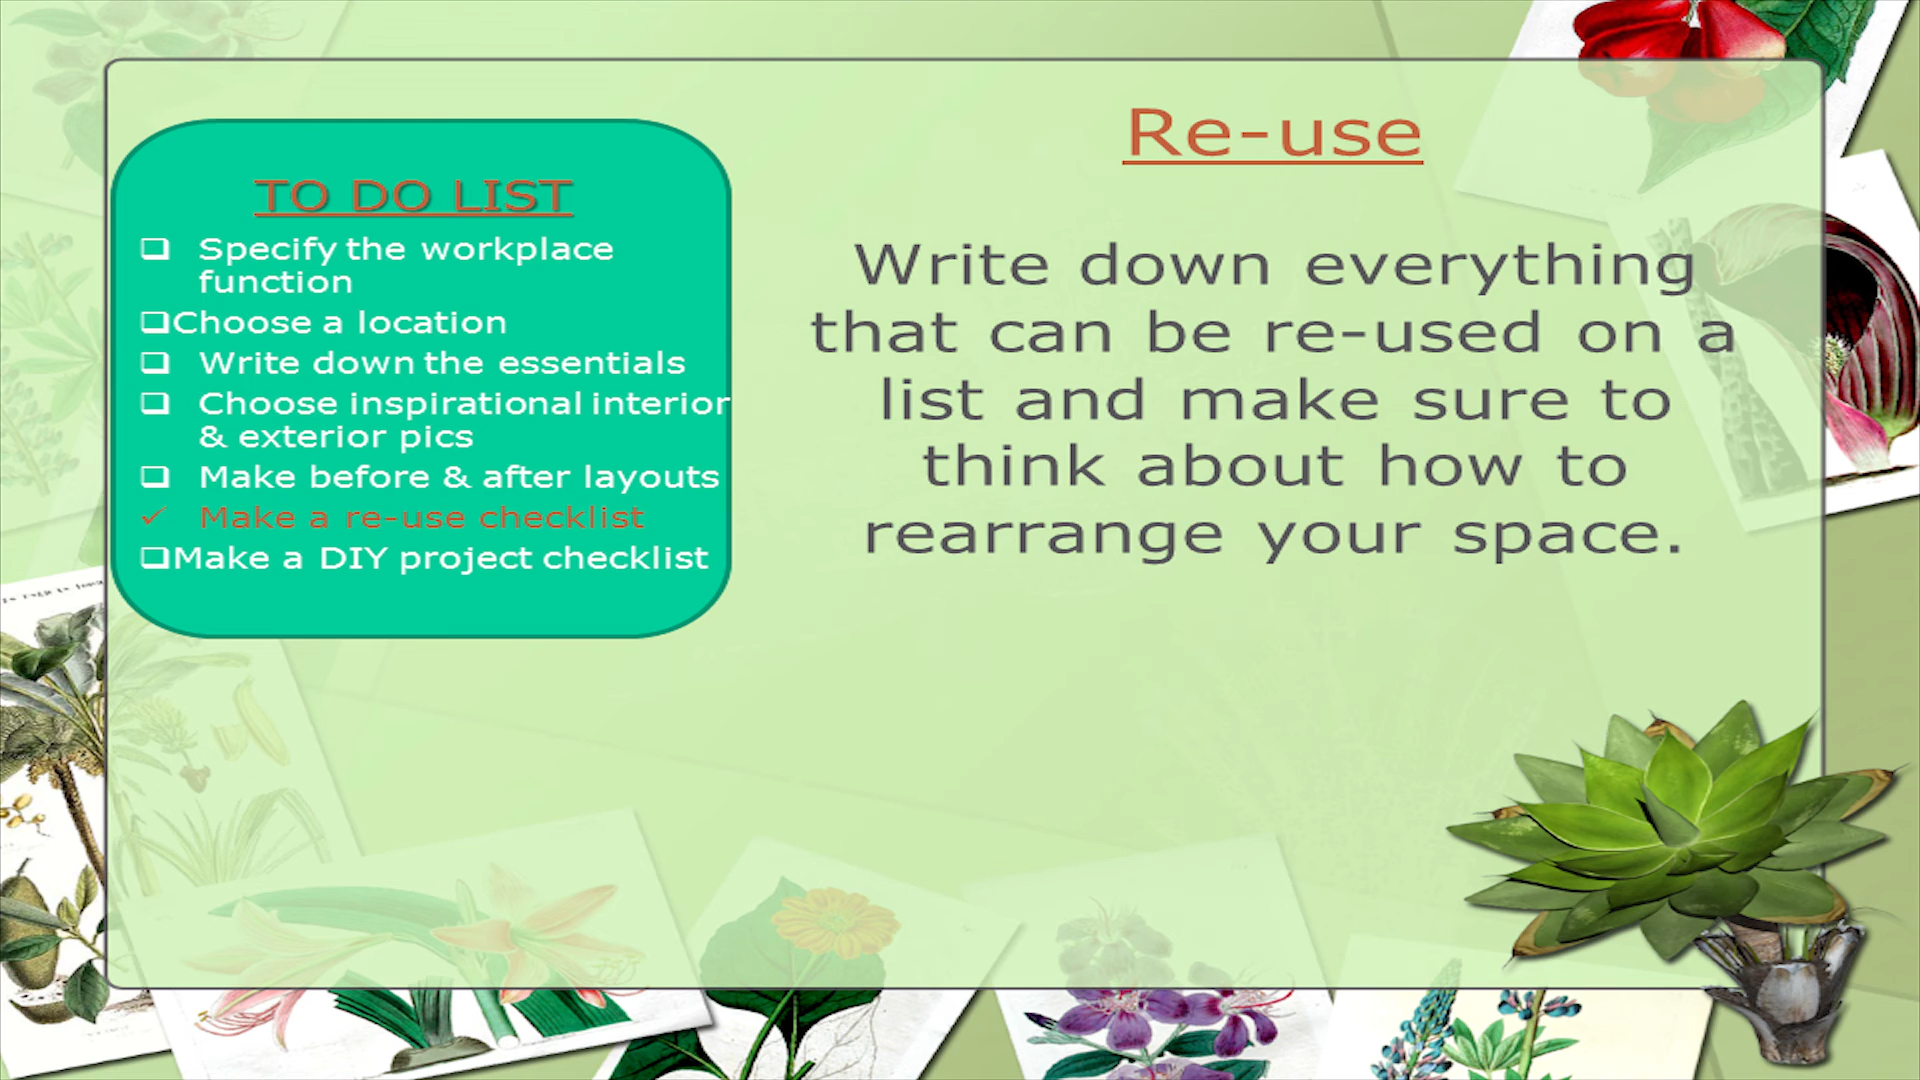 TO DO LIST
❑ Specify the workplace
function
❑Choose a location
❑ Write down the essentials
❑ Choose inspirational interior
& exterior pics
❑ Make before & after layouts
✓ Make a re-use checklist
❑Make a DIY project checklist
Re-use
Write down everything
that can be re-used on a
list and make sure to
think about how to
rearrange your space.